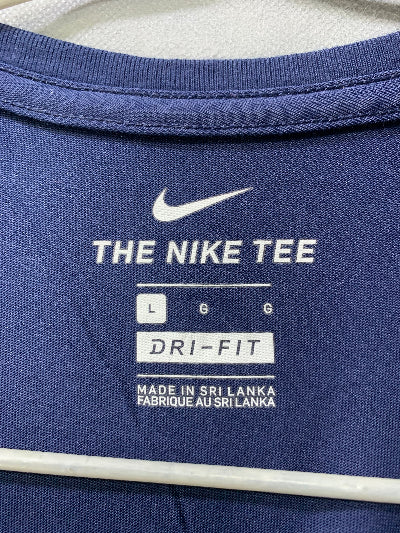 THE NIKE TEE
L G G
DRI-FIT
MADE IN SRI LANKA
FABRIQUE AU SRI LANKA